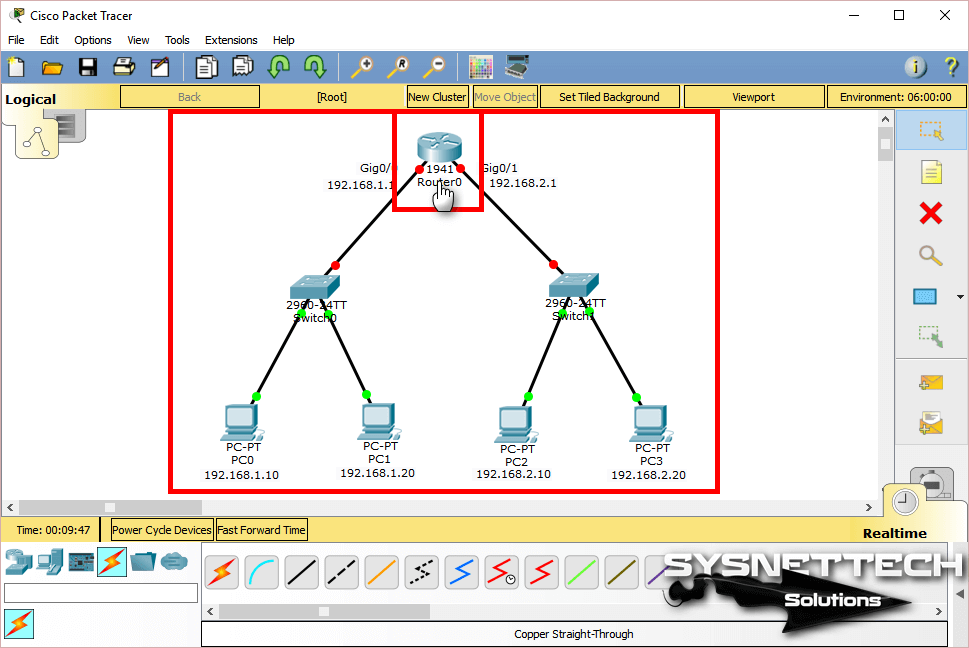 Cisco Packet Tracer
File Edit Options View Tools Extensions Help
Logical
Back
[Root]
New Cluster
Move Object
Set Tiled Background
Viewport
Environment: 06:00:00
Gig0/
192.168.1.1
1941
Router0
Gig0/1
192.168.2.1
2960-24TT
Switch0
2960-24TT
Switch1
PC-PT
PC0
192.168.1.10
PC-PT
PC1
192.168.1.20
PC-PT
PC2
192.168.2.10
PC-PT
PC3
192.168.2.20
Time: 00:09:47
Power Cycle Devices
Fast Forward Time
Realtime
Copper Straight-Through
SYSNETTECH
Solutions